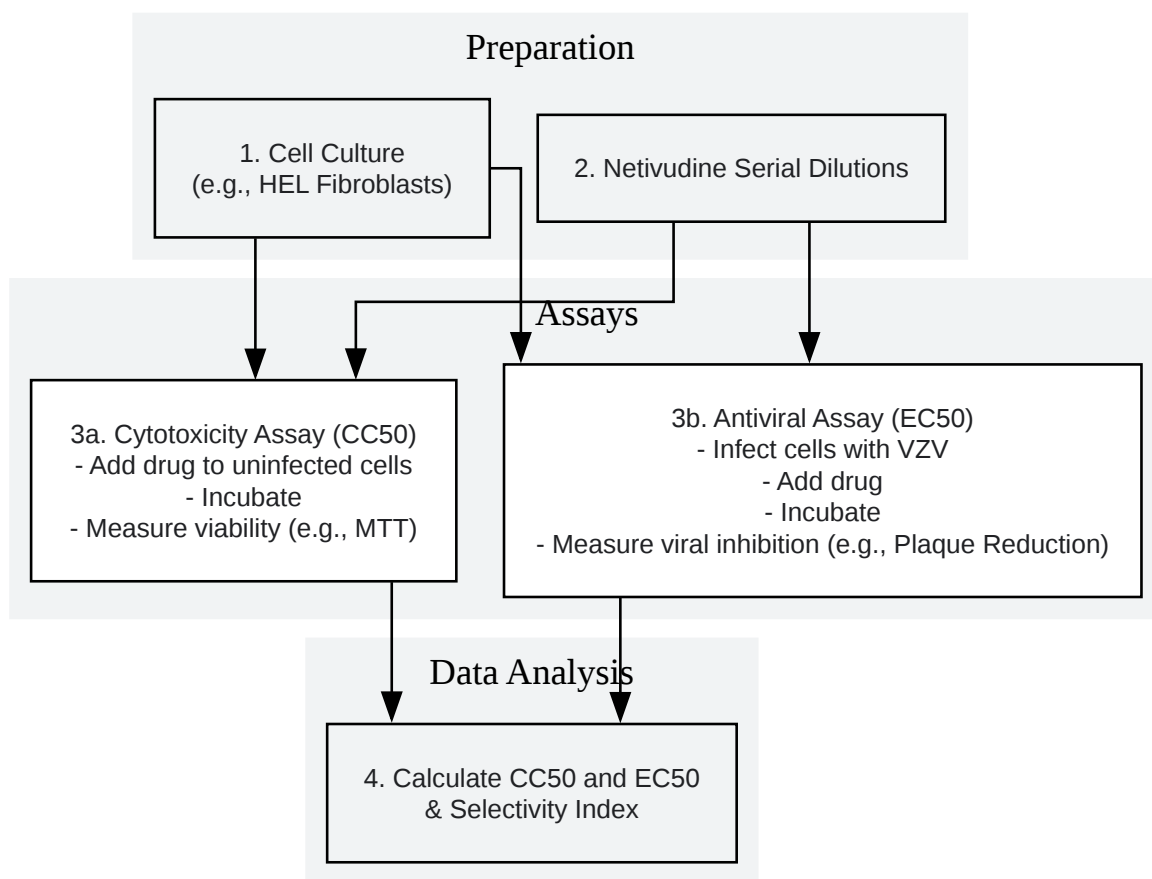 Preparation
1. Cell Culture
(e.g., HEL Fibroblasts)
2. Netivudine Serial Dilutions
Assays
3a. Cytotoxicity Assay (CC50)
- Add drug to uninfected cells
- Incubate
- Measure viability (e.g., MTT)
3b. Antiviral Assay (EC50)
- Infect cells with VZV
- Add drug
- Incubate
- Measure viral inhibition (e.g., Plaque Reduction)
Data Analysis
4. Calculate CC50 and EC50
& Selectivity Index